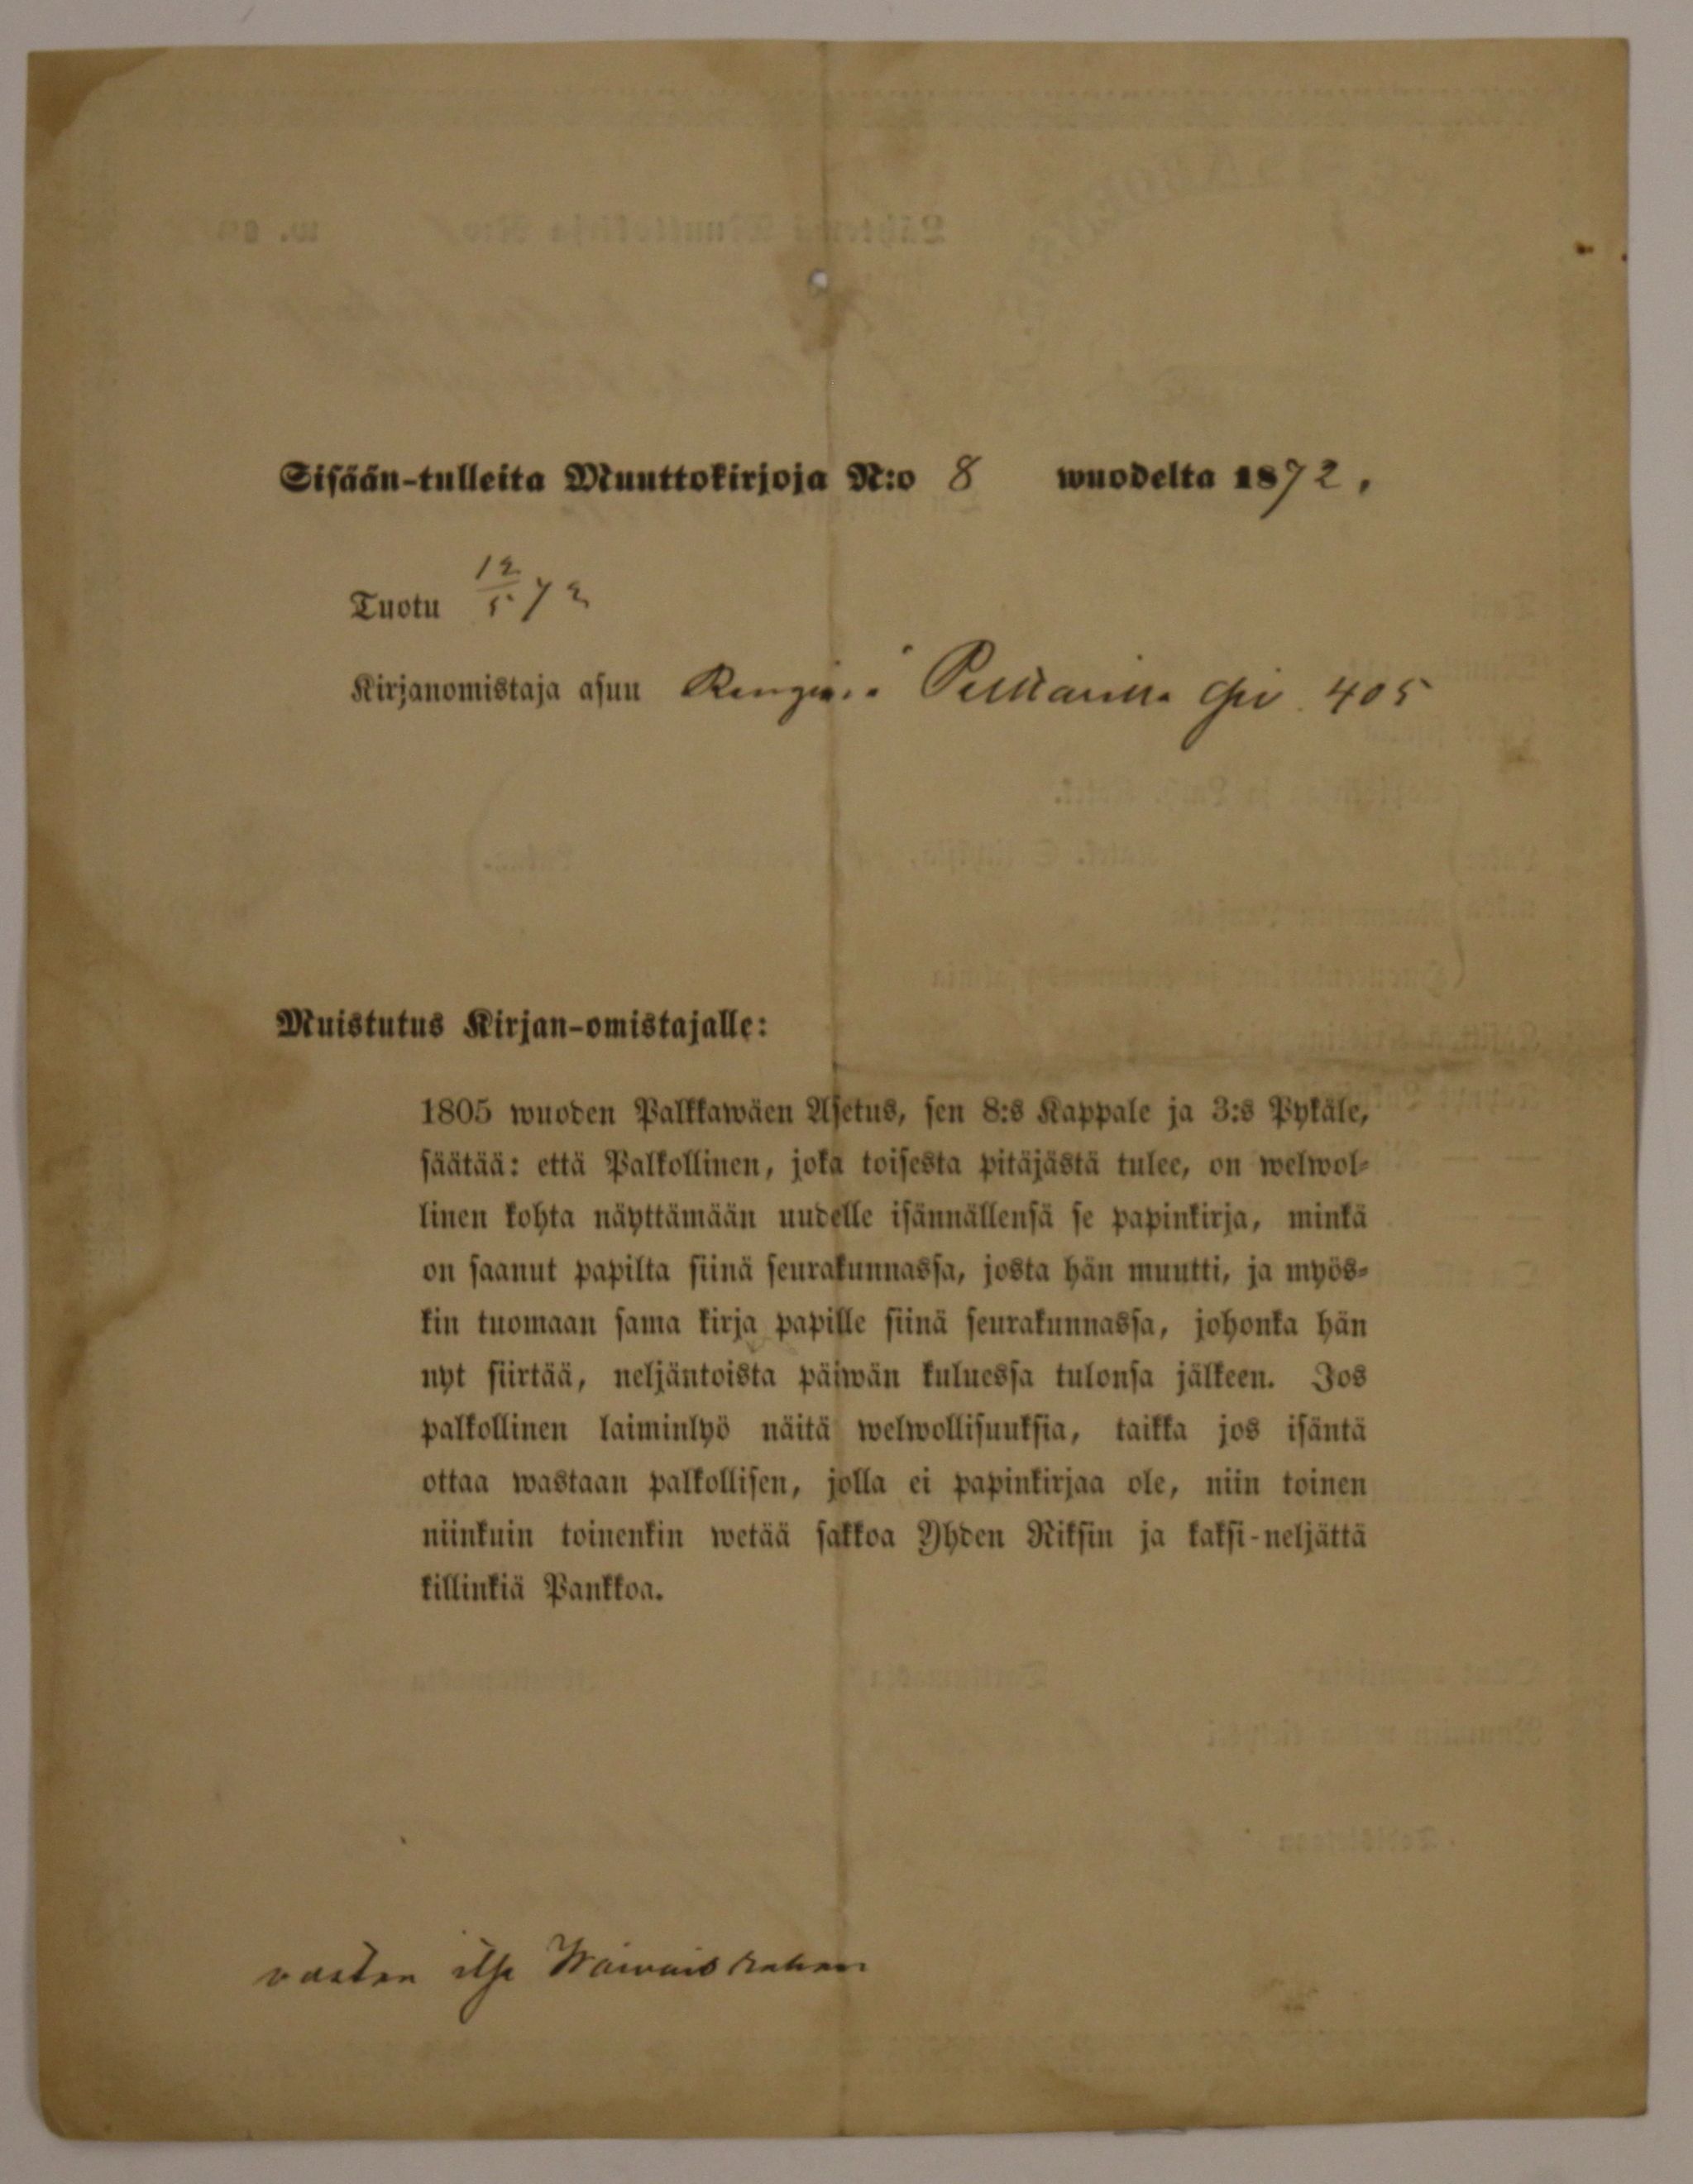 Sisään-tulleita Muuttokirjoja N:o 8 wuodelta 1872.
Tuotu 12/5 72
Kirjanomistaja asuu Renginä 405
Muistutus Kirjan-omistajalle:
1805 wuoden Palkkawäen Asetus, sen 8:s Kappale ja 3:s Pykäle,
säätää: että Palkollinen, joka toisesta pitäjästä tulee, on welwol-
linen kohta näyttämään uudelle isännällensä se papinkirja, minkä
on saanut papilta siinä seurakunnassa, josta hän muutti, ja myös-
kin tuomaan sama kirja papille siinä seurakunnassa, johonka hän
nyt siirtää, neljäntoista päiwän kuluessa tulonsa jälkeen. Jos
palkollinen laiminlyö näitä welwollisuuksia, taikka jos isäntä
ottaa wastaan palkollisen, jolla ei papinkirjaa ole, niin toinen
niinkuin toinenkin wetää sakkoa Yhden Riksin ja kaksi-neljättä
killinkiä Pankkoa.